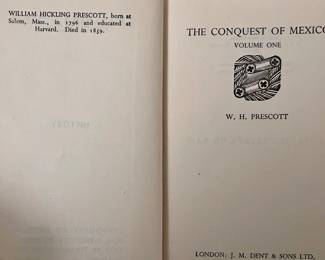 WILLIAM HICKLING PRESCOTT, born at
Salem, Mass., in 1796 and educated at
Harvard. Died in 1859.
THE CONQUEST OF MEXICO
VOLUME ONE
W. H. PRESCOTT
LONDON: J. M. DENT & SONS LTD.